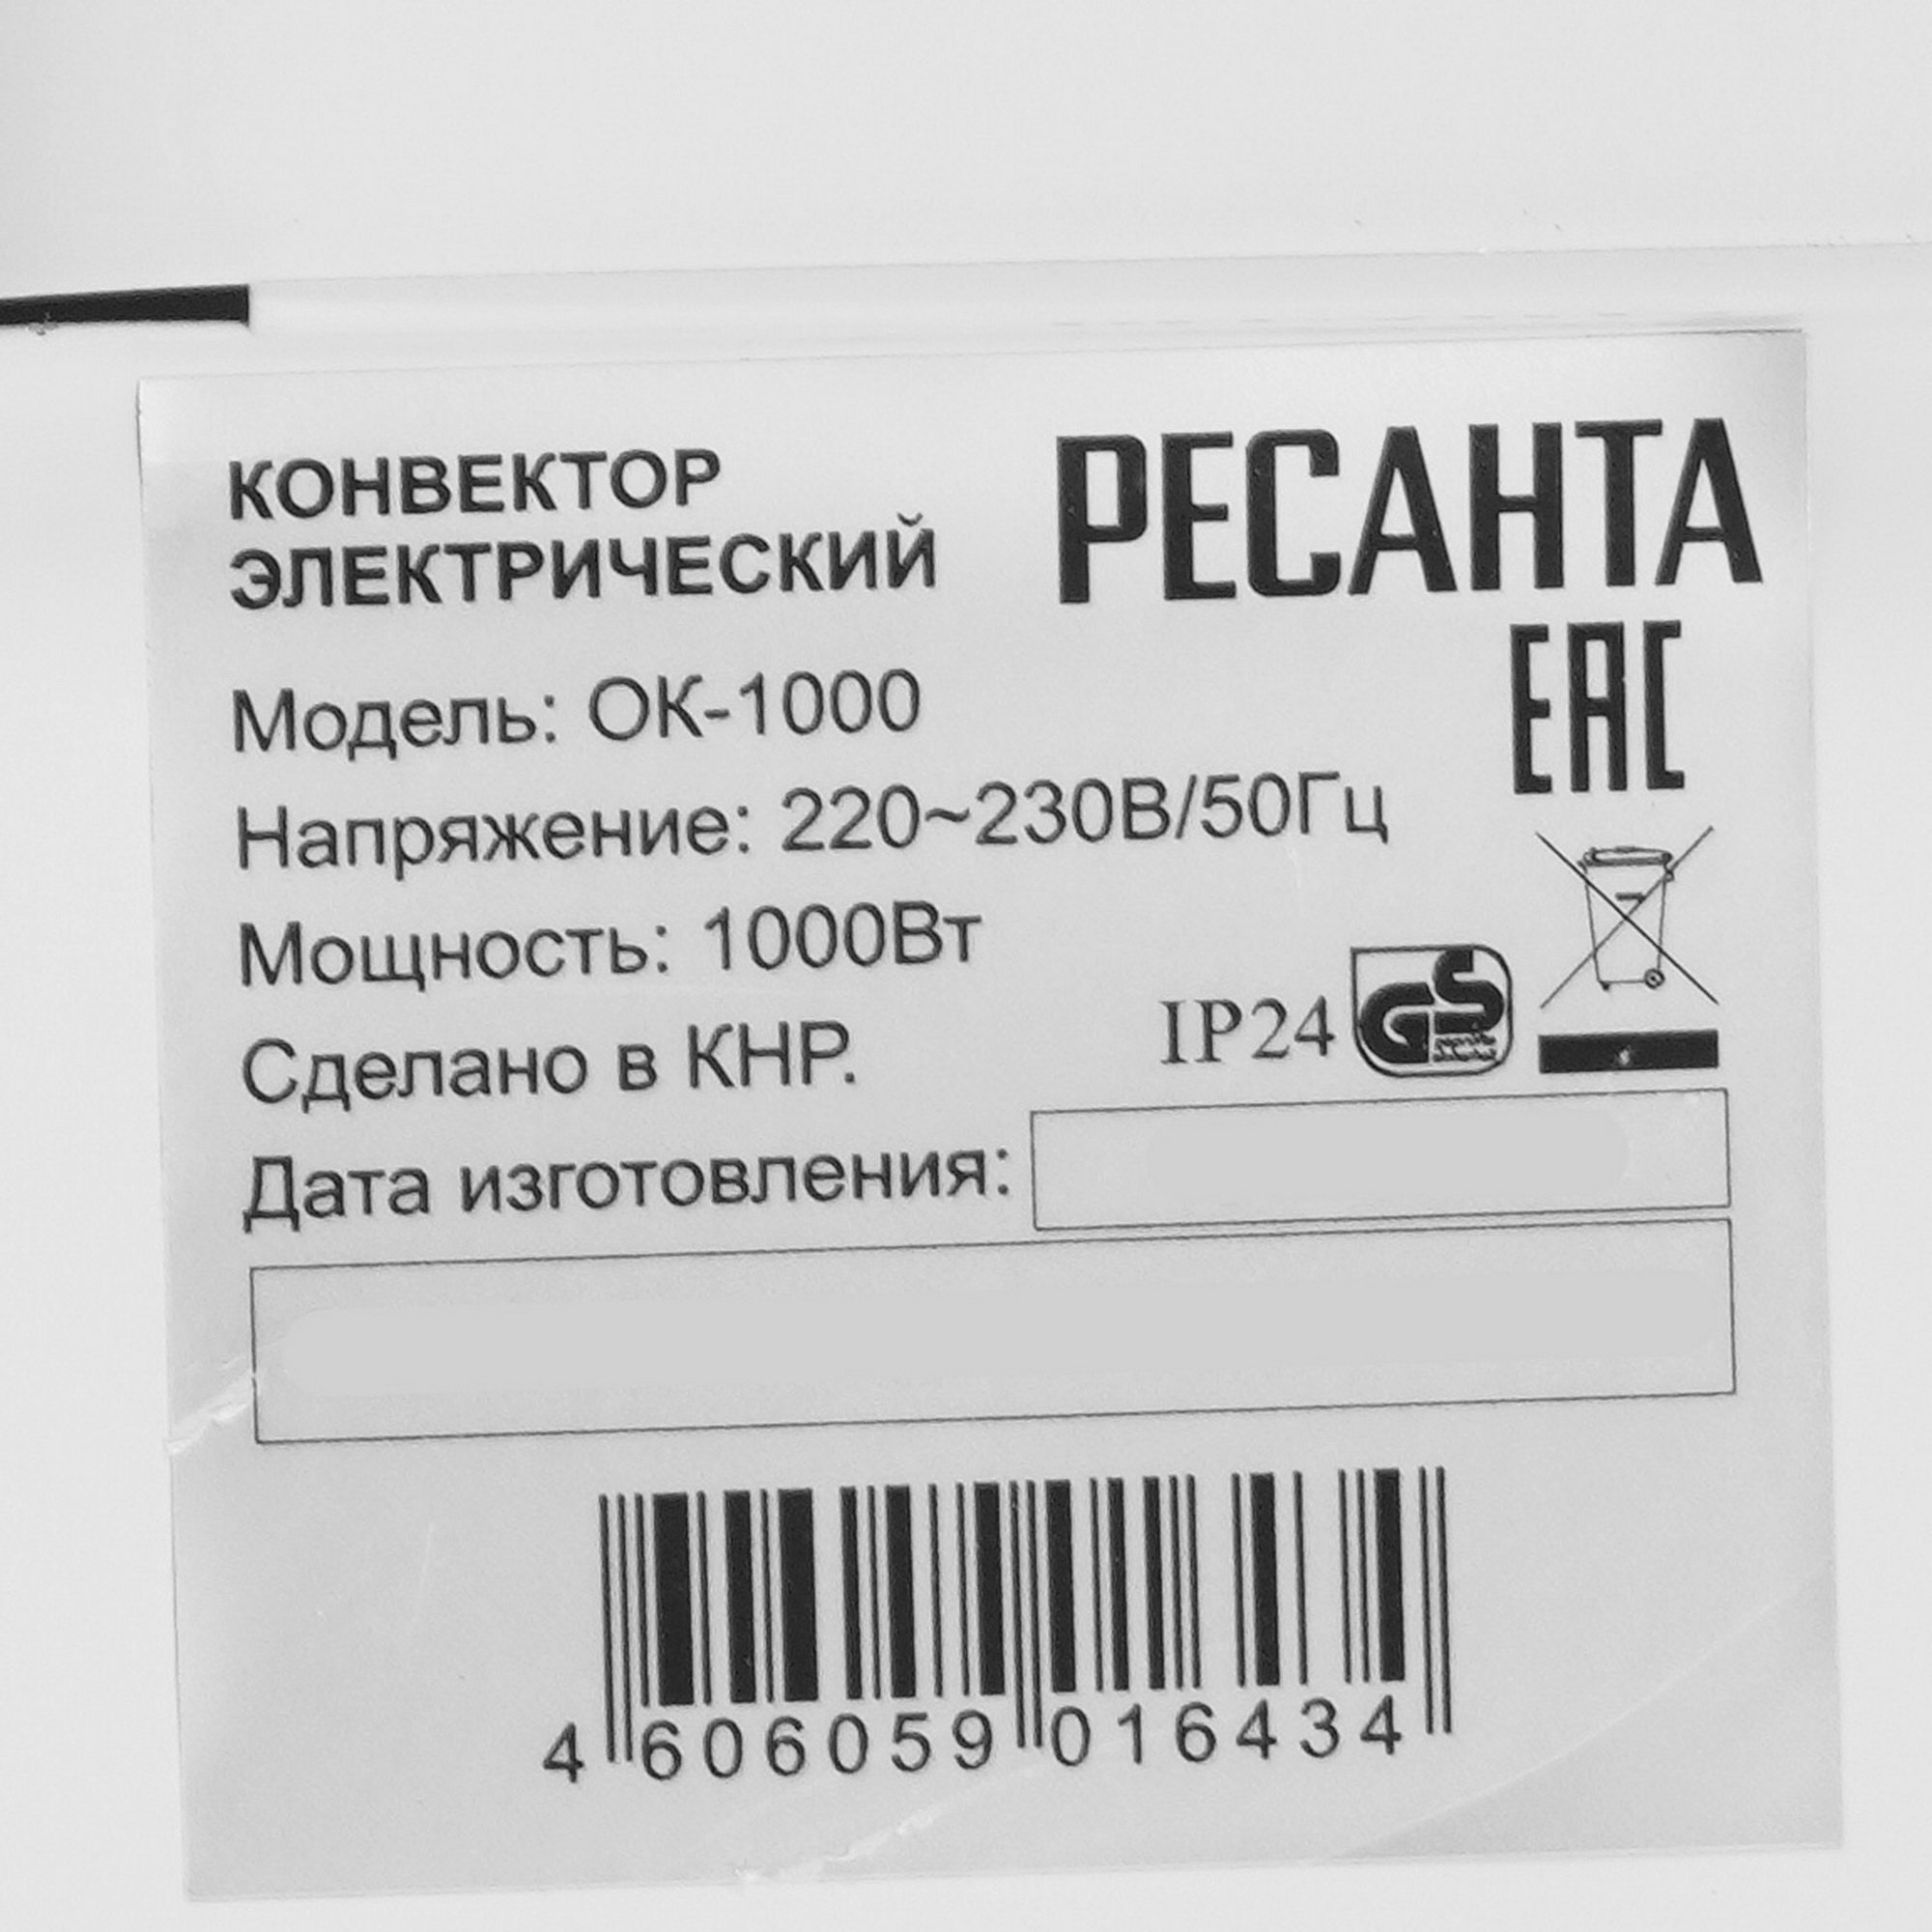 КОНВЕКТОР
ЭЛЕКТРИЧЕСКИЙ
РЕСАНТА
EAC
Модель: ОК-1000
Напряжение: 220~230В/50Гц
Мощность: 1000Вт
IP24
GS
Сделано в КНР.
Дата изготовления:
4 606059 016434